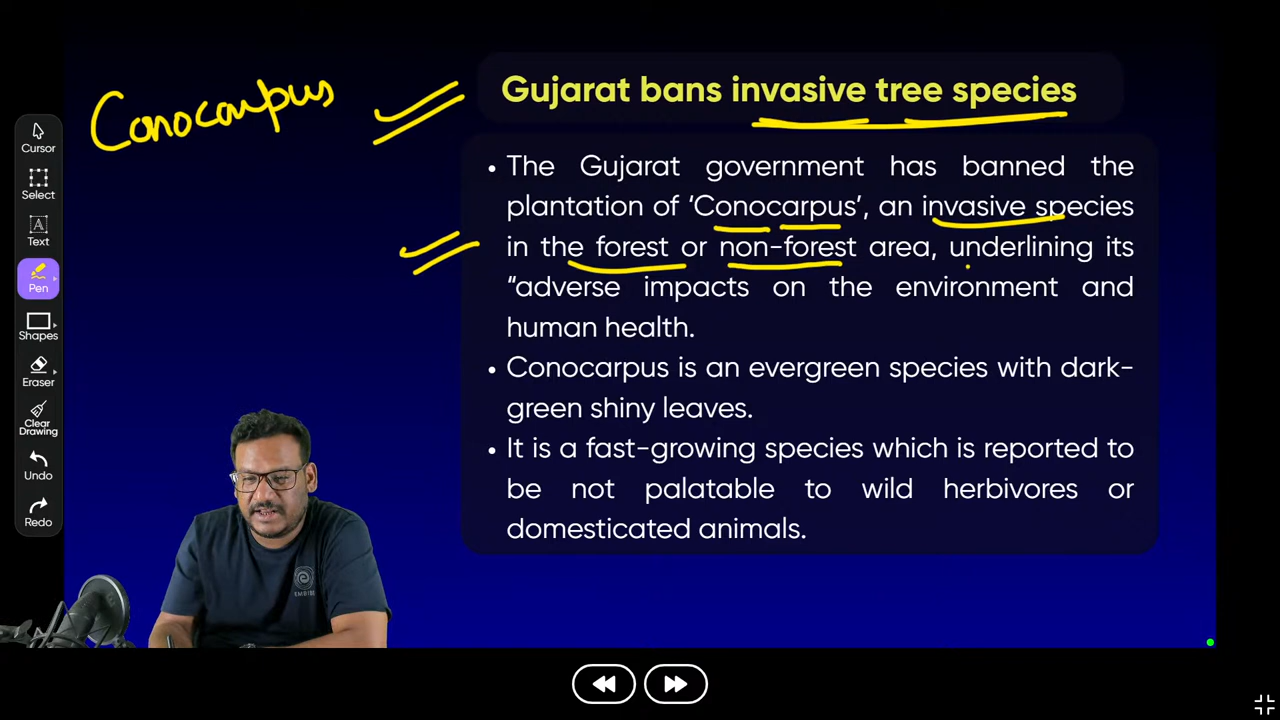 Conocarpus
Gujarat bans invasive tree species
• The Gujarat government has banned the
plantation of ‘Conocarpus’, an invasive species
in the forest or non-forest area, underlining its
“adverse impacts on the environment and
human health.
• Conocarpus is an evergreen species with dark-
green shiny leaves.
• It is a fast-growing species which is reported to
be not palatable to wild herbivores or
domesticated animals.
Cursor
Select
Text
Pen
Shapes
Eraser
Clear
Drawing
Undo
Redo
EMBIBE